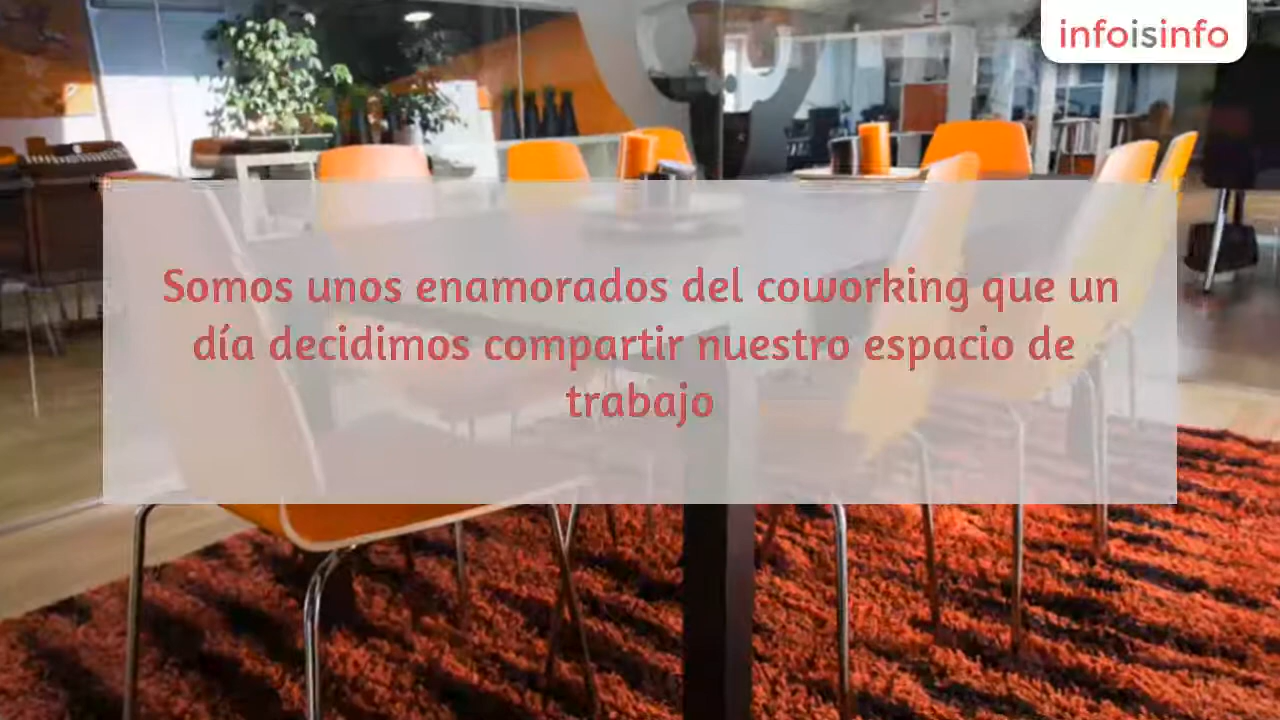 infoisinfo
Somos unos enamorados del coworking que un
día decidimos compartir nuestro espacio de
trabajo